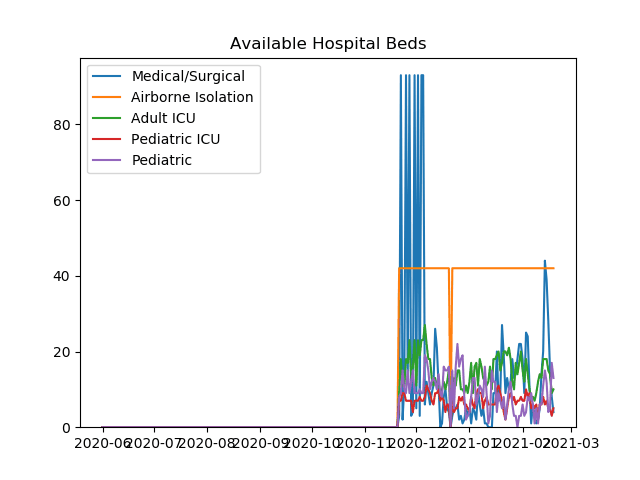 Available Hospital Beds
Medical/Surgical
Airborne Isolation
Adult ICU
Pediatric ICU
Pediatric
80
60
40
20
0
2020-06 2020-07 2020-08 2020-09 2020-10 2020-11 2020-12 2021-01 2021-02 2021-03